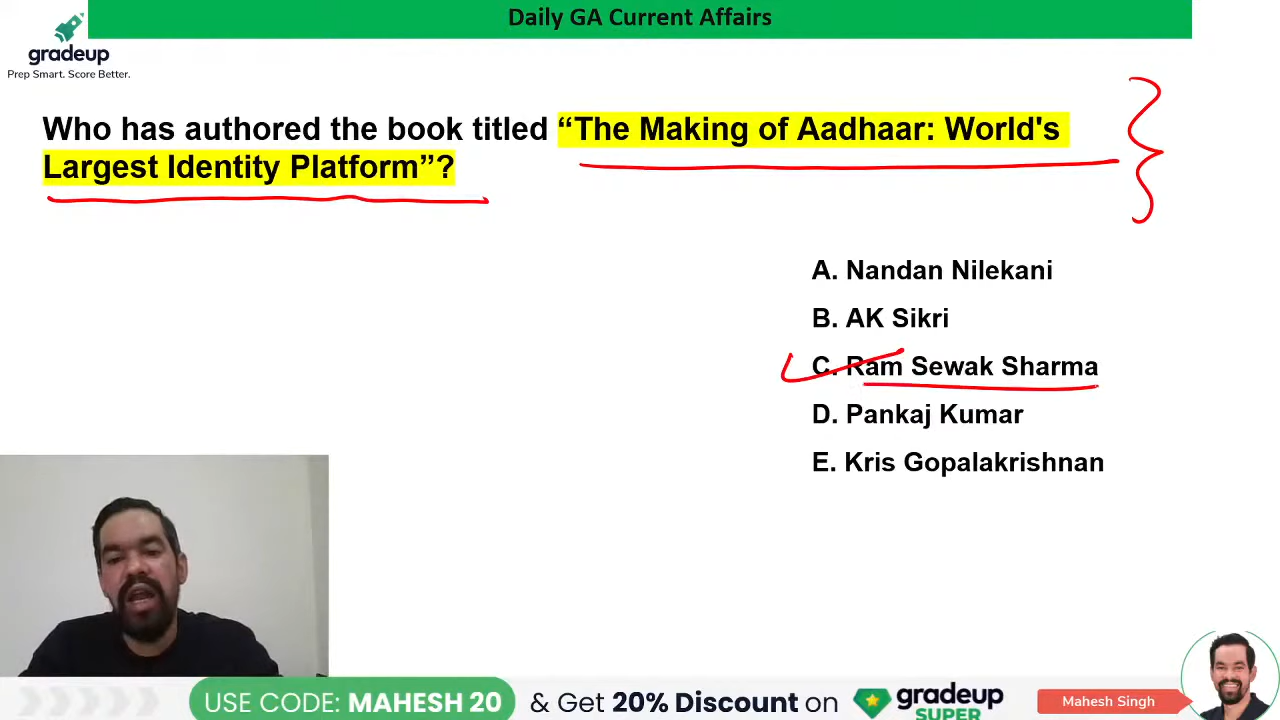 Daily GA Current Affairs
gradeup
Prep Smart. Score Better.
Who has authored the book titled “The Making of Aadhaar: World's
Largest Identity Platform”?
A. Nandan Nilekani
B. AK Sikri
C. Ram Sewak Sharma
D. Pankaj Kumar
E. Kris Gopalakrishnan
USE CODE: MAHESH 20 & Get 20% Discount on gradeup
SUPER
Mahesh Singh